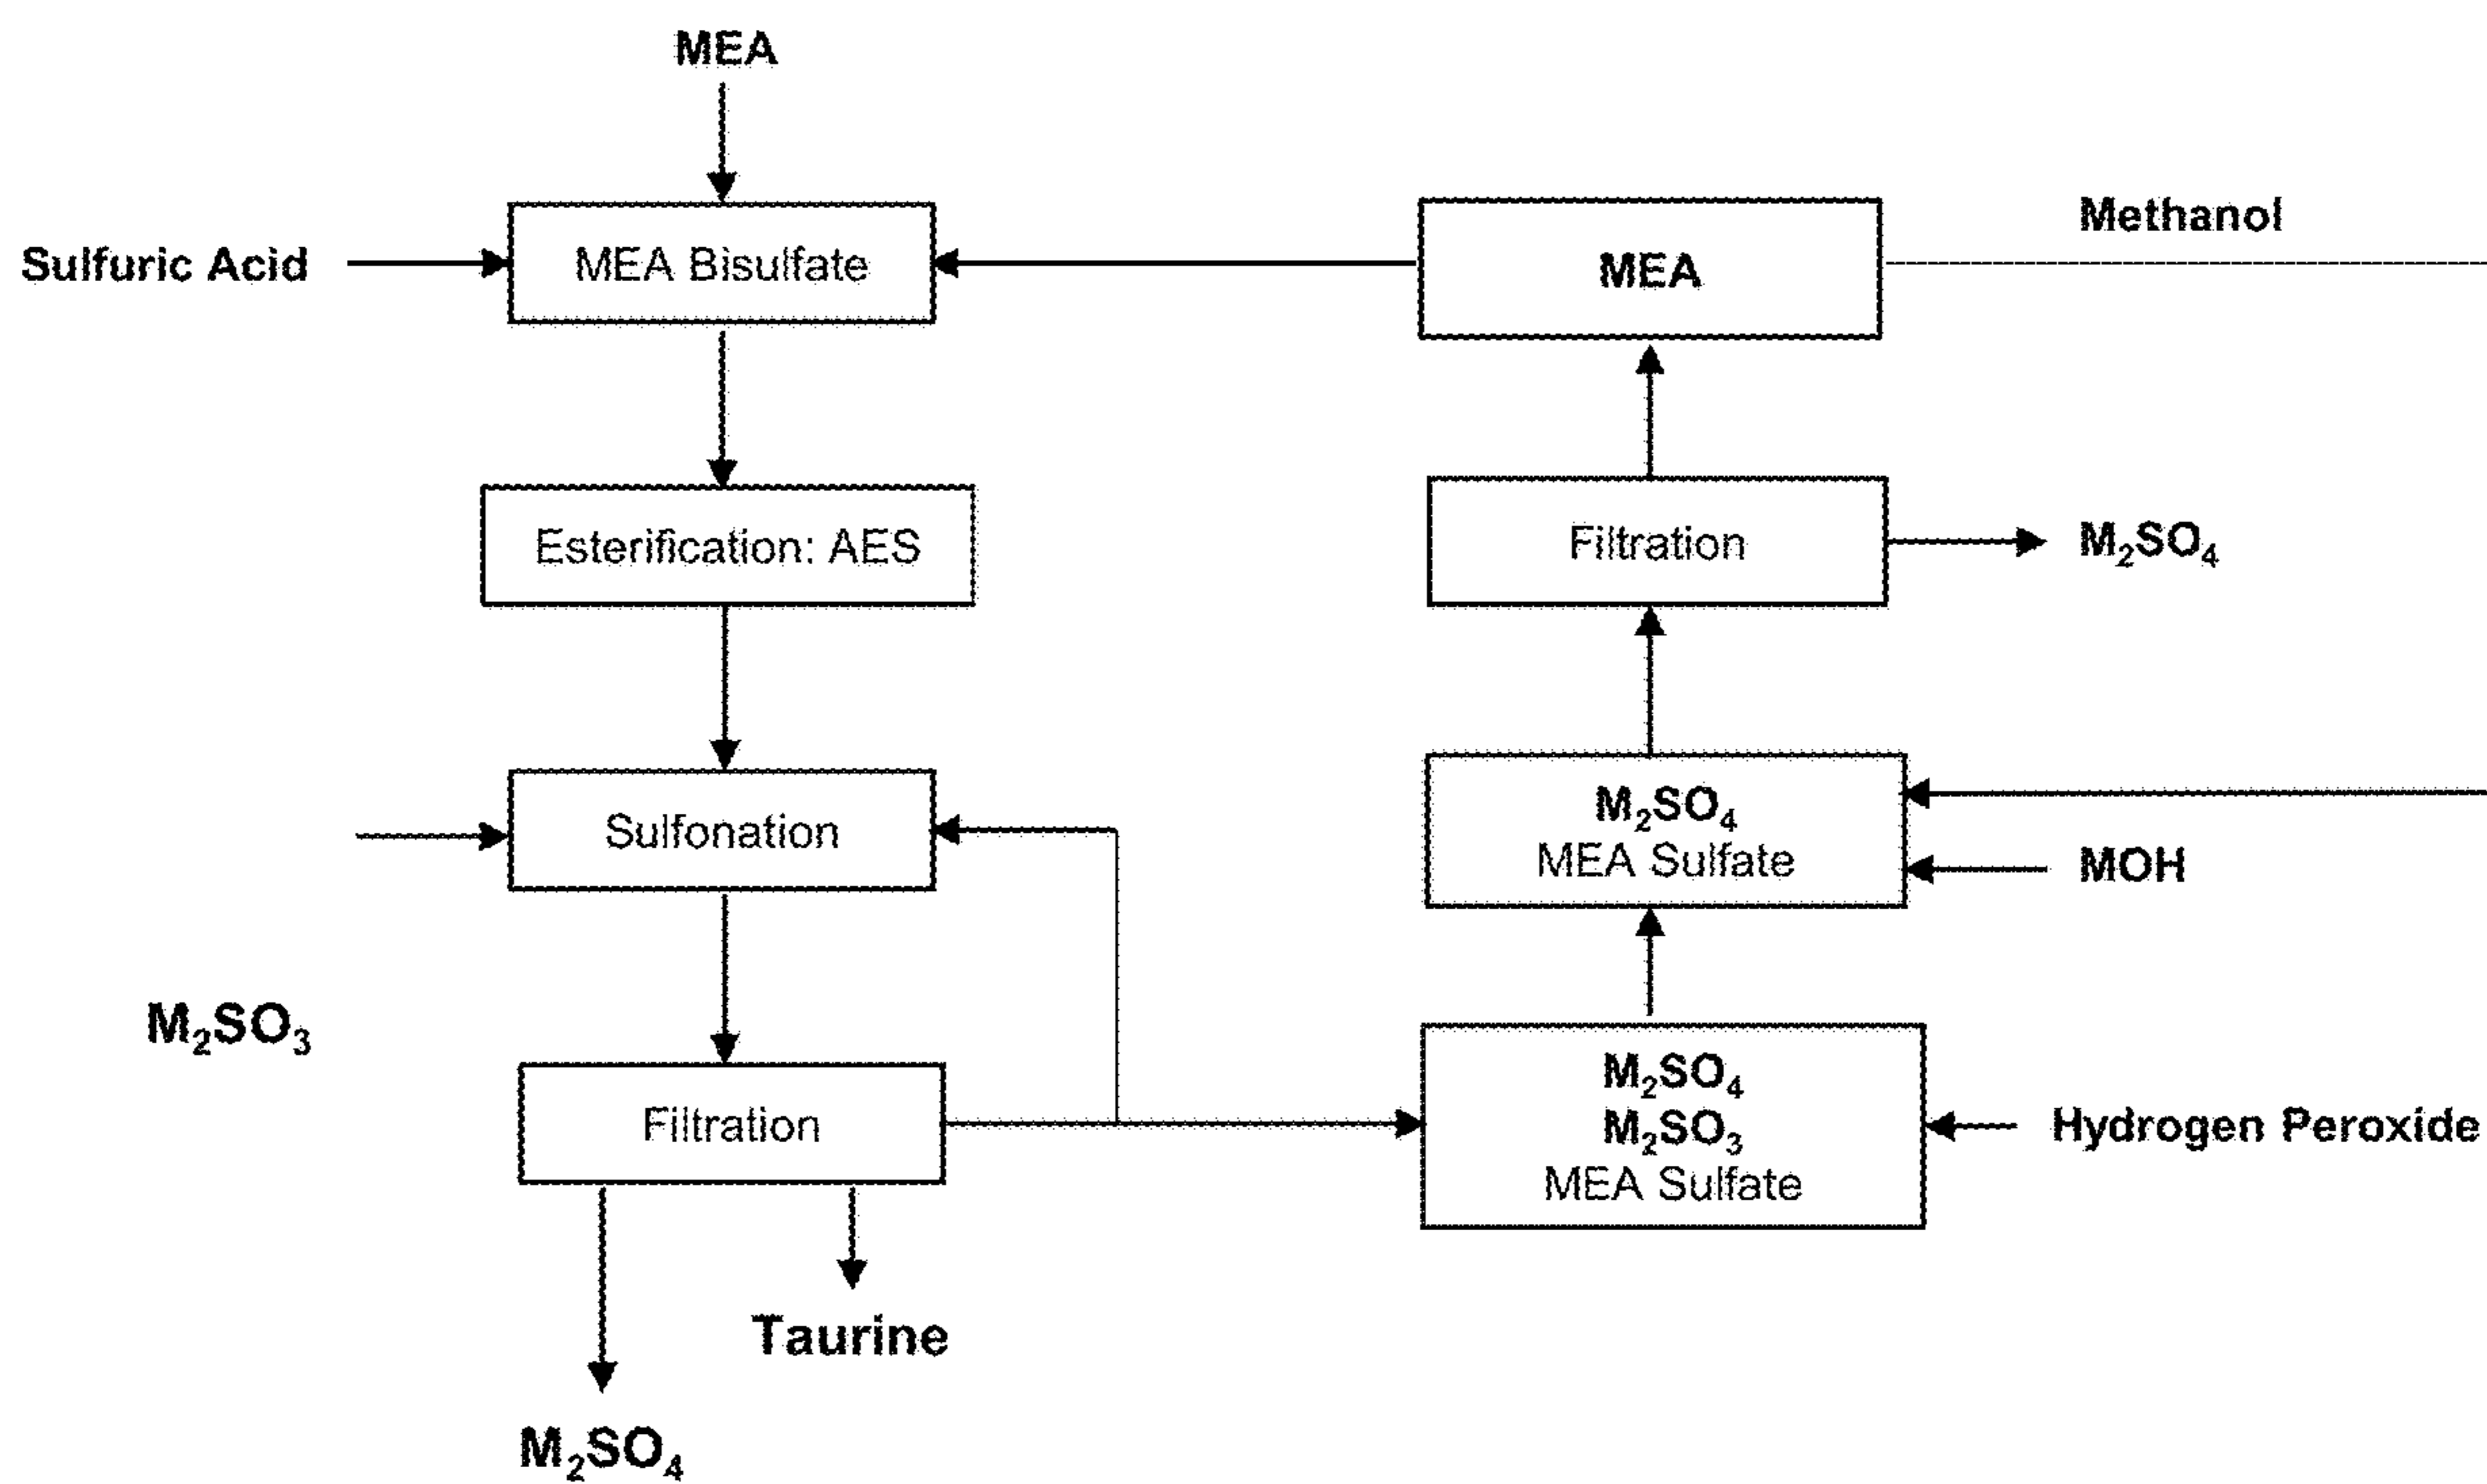 MEA
Sulfuric Acid
MEA Bisulfate
MEA
Methanol
Esterification: AES
Filtration
M₂SO₄
Sulfonation
M₂SO₄
MEA Sulfate
MOH
M₂SO₃
Filtration
M₂SO₄
M₂SO₃
MEA Sulfate
Hydrogen Peroxide
Taurine
M₂SO₄